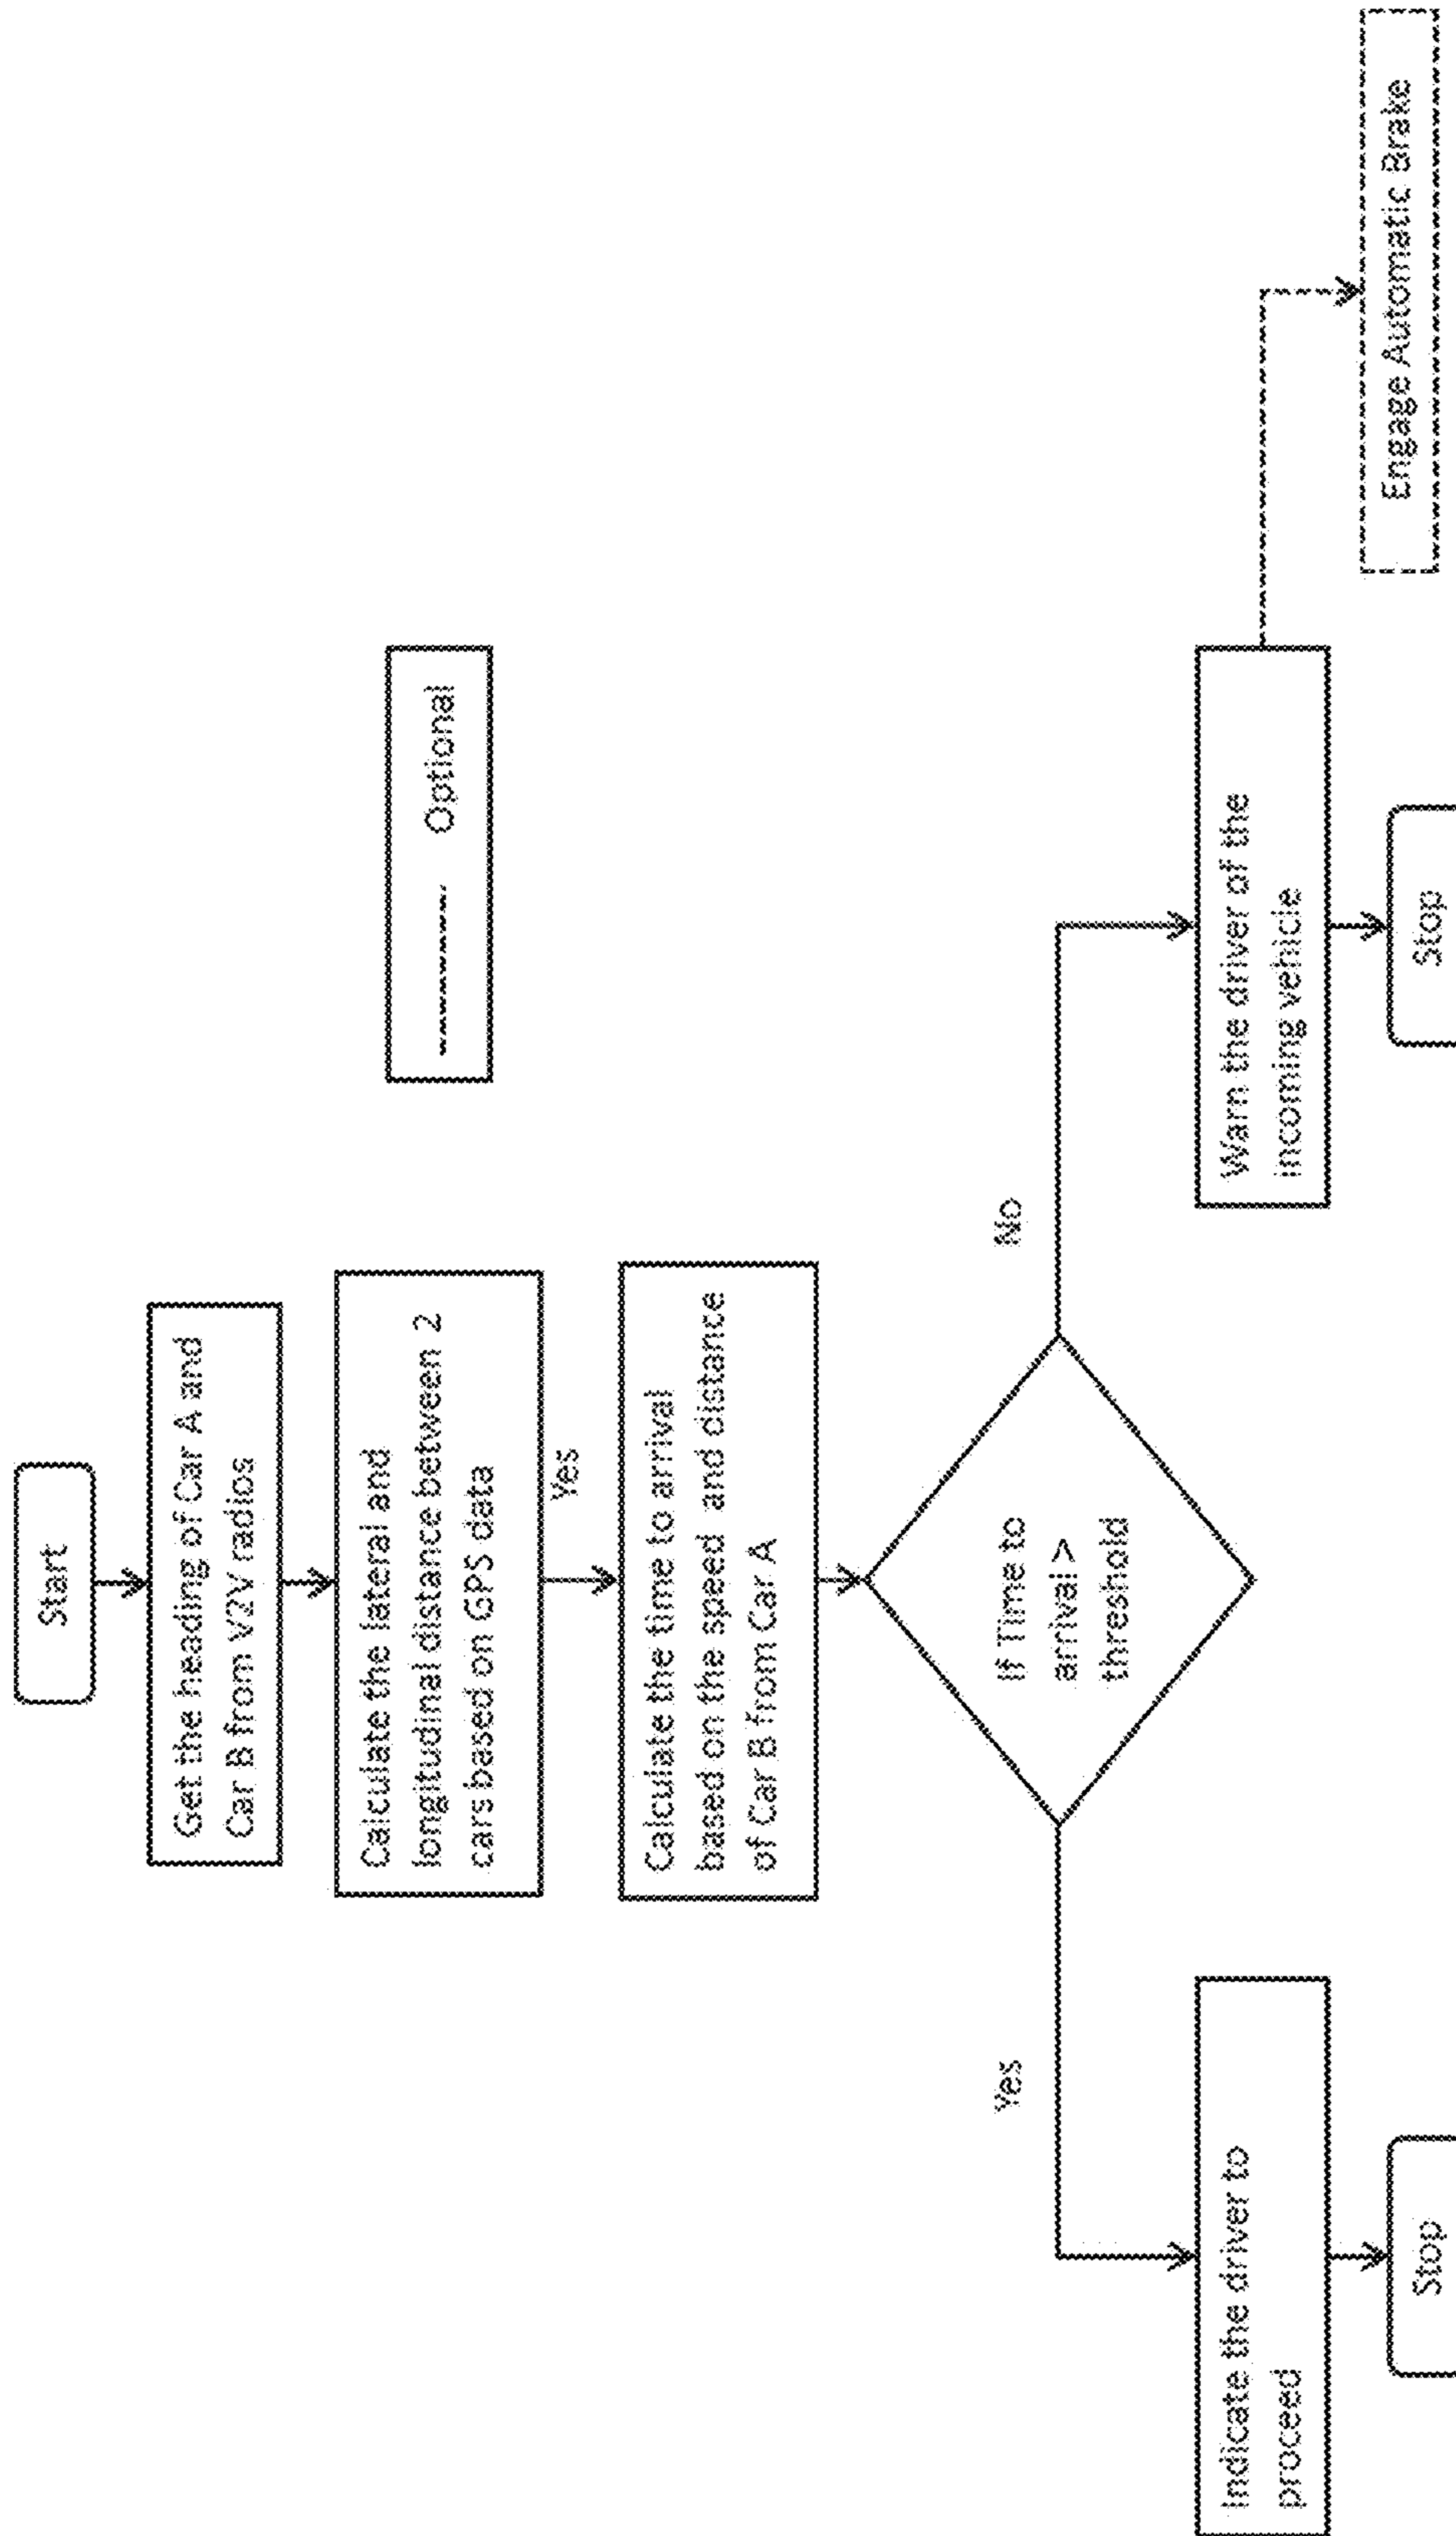 Start
Get the heading of Car A and
Car B from V2V radios
Calculate the lateral and
longitudinal distance between 2
cars based on GPS data
Optional
Yes
Calculate the time to arrival
based on the speed and distance
of Car B from Car A
If Time to
arrival >
threshold
Yes
No
Indicate the driver to
proceed
Warn the driver of the
incoming vehicle
Engage Automatic Brake
Stop
Stop